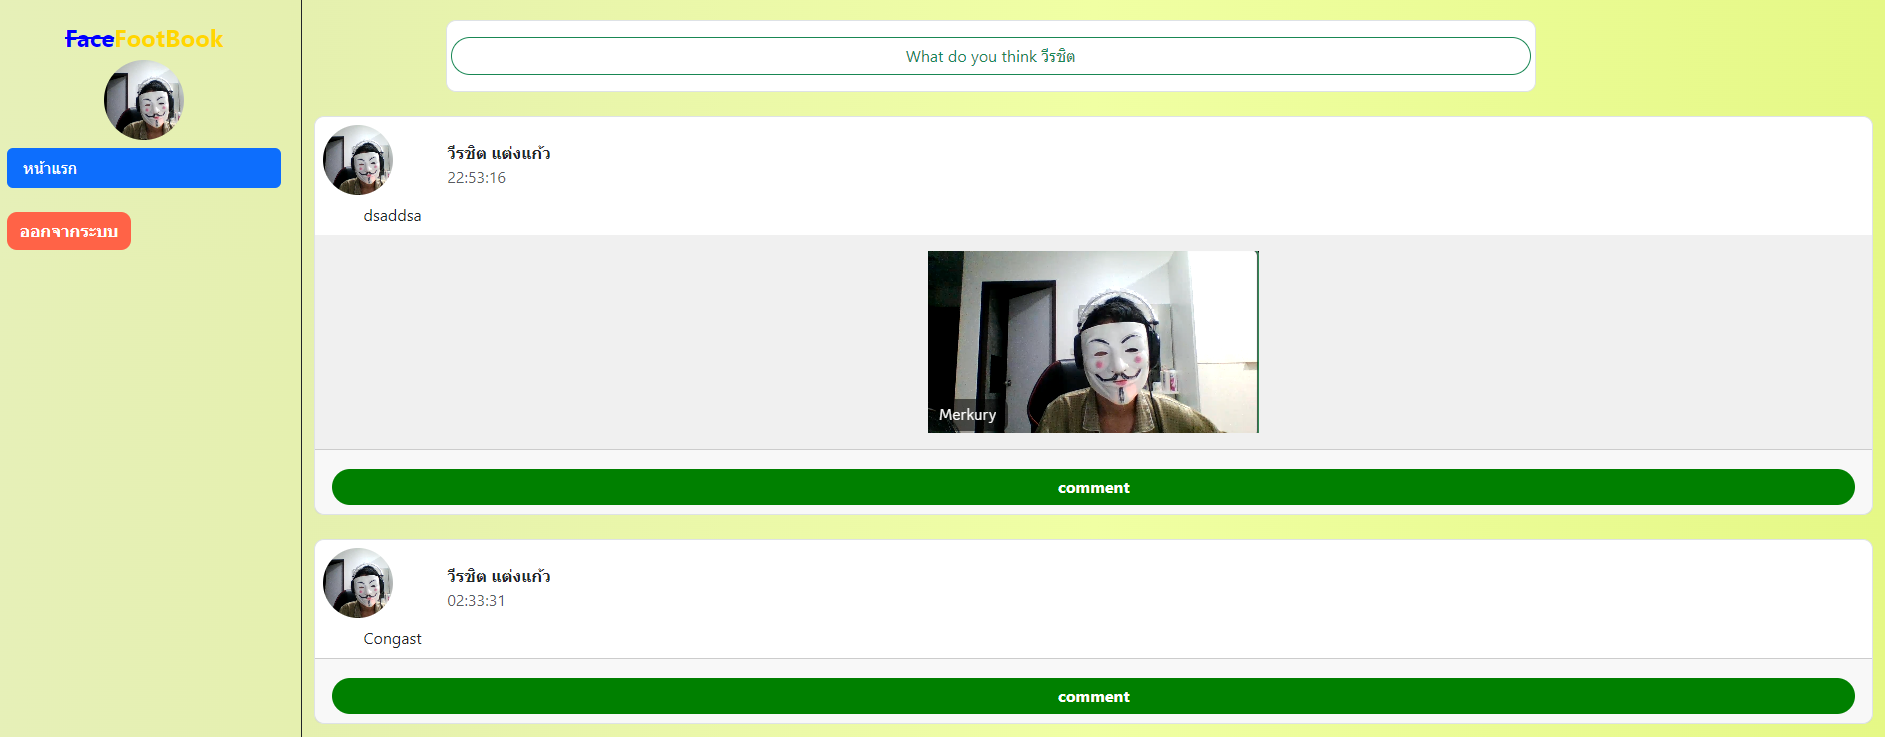 FaceFootBook
หน้าแรก
ออกจากระบบ
What do you think วีรชิต
วีรชิต แต่งแก้ว
22:53:16
dsaddsa
Merkury
comment
วีรชิต แต่งแก้ว
02:33:31
Congast
comment